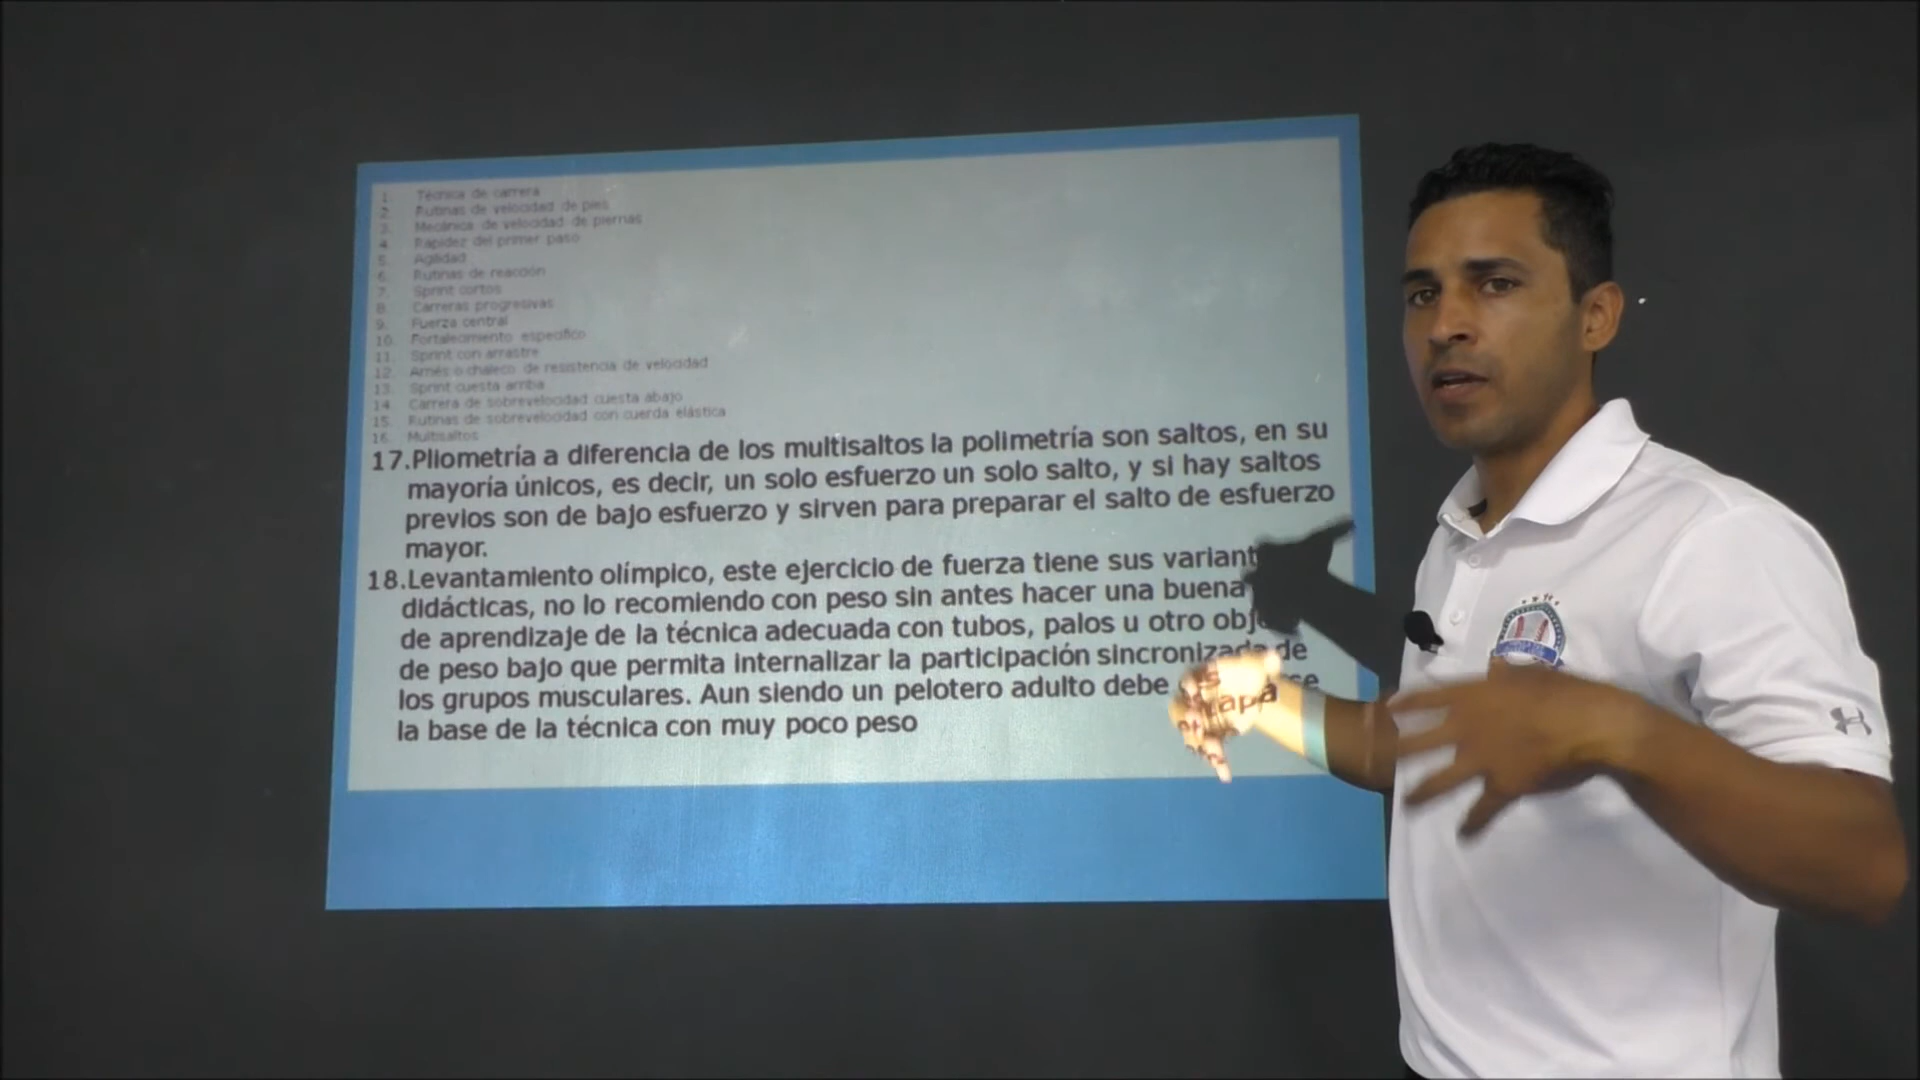 1. Técnica de carrera
2. Rutinas de velocidad de pies
3. Mecánica de velocidad de piernas
4. Rapidez del primer paso
5. Agilidad
6. Rutinas de reacción
7. Sprint cortos
8. Carreras progresivas
9. Fuerza central
10. Fortalecimiento específico
11. Sprint con arrastre
12. Arnés o chaleco de resistencia de velocidad
13. Sprint cuesta arriba
14. Carrera de sobrevelocidad cuesta abajo
15. Rutinas de sobrevelocidad con cuerda elástica
16. Multisaltos
17.Pliometría a diferencia de los multisaltos la polimetría son saltos, en su
mayoría únicos, es decir, un solo esfuerzo un solo salto, y si hay saltos
previos son de bajo esfuerzo y sirven para preparar el salto de esfuerzo
mayor.
18.Levantamiento olímpico, este ejercicio de fuerza tiene sus variant
didácticas, no lo recomiendo con peso sin antes hacer una buena
de aprendizaje de la técnica adecuada con tubos, palos u otro obj
de peso bajo que permita internalizar la participación sincronizada de
los grupos musculares. Aun siendo un pelotero adulto debe se
la base de la técnica con muy poco peso